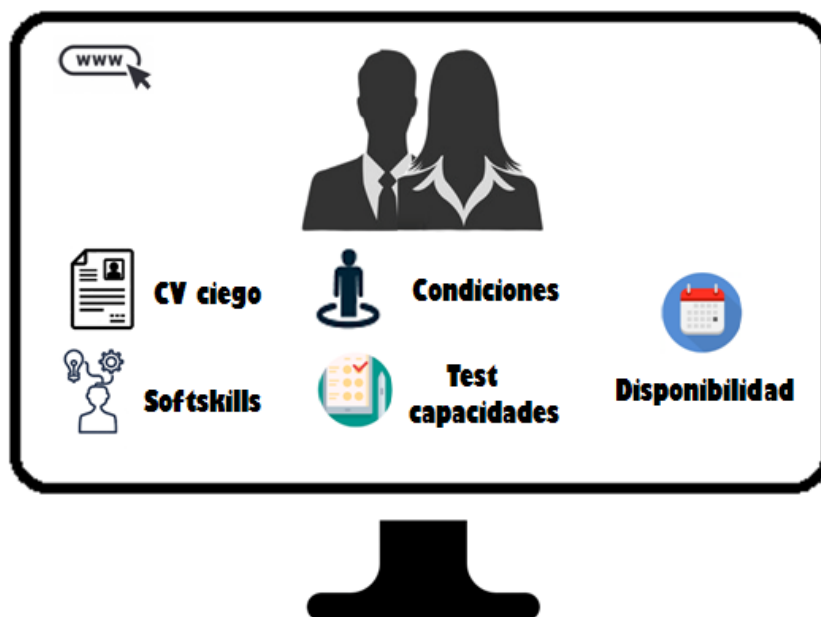 www
CV ciego
Condiciones
Softskills
Test
capacidades
Disponibilidad